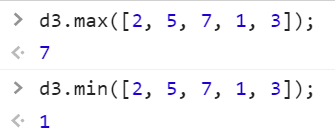 > d3.max([2, 5, 7, 1, 3]);
<· 7
> d3.min([2, 5, 7, 1, 3]);
<· 1